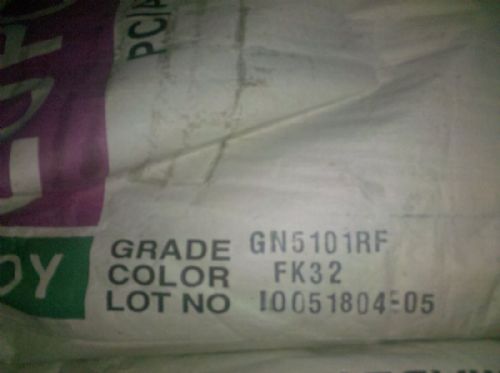 PC/A
GRADE GN5101RF
COLOR FK32
LOT NO I0051804-05
OY